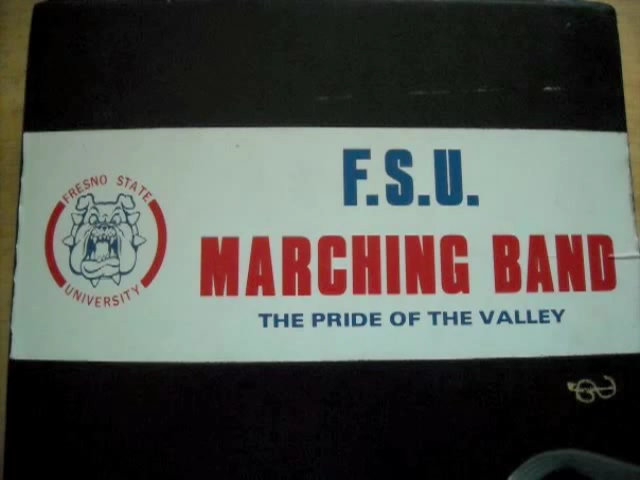 FRESNO STATE
UNIVERSITY
F.S.U.
MARCHING BAND
THE PRIDE OF THE VALLEY